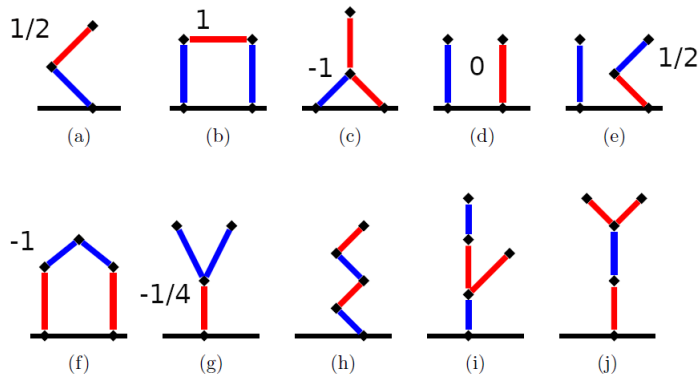 1/2
1
-1
0
1/2
(a)
(b)
(c)
(d)
(e)
-1
-1/4
(f)
(g)
(h)
(i)
(j)